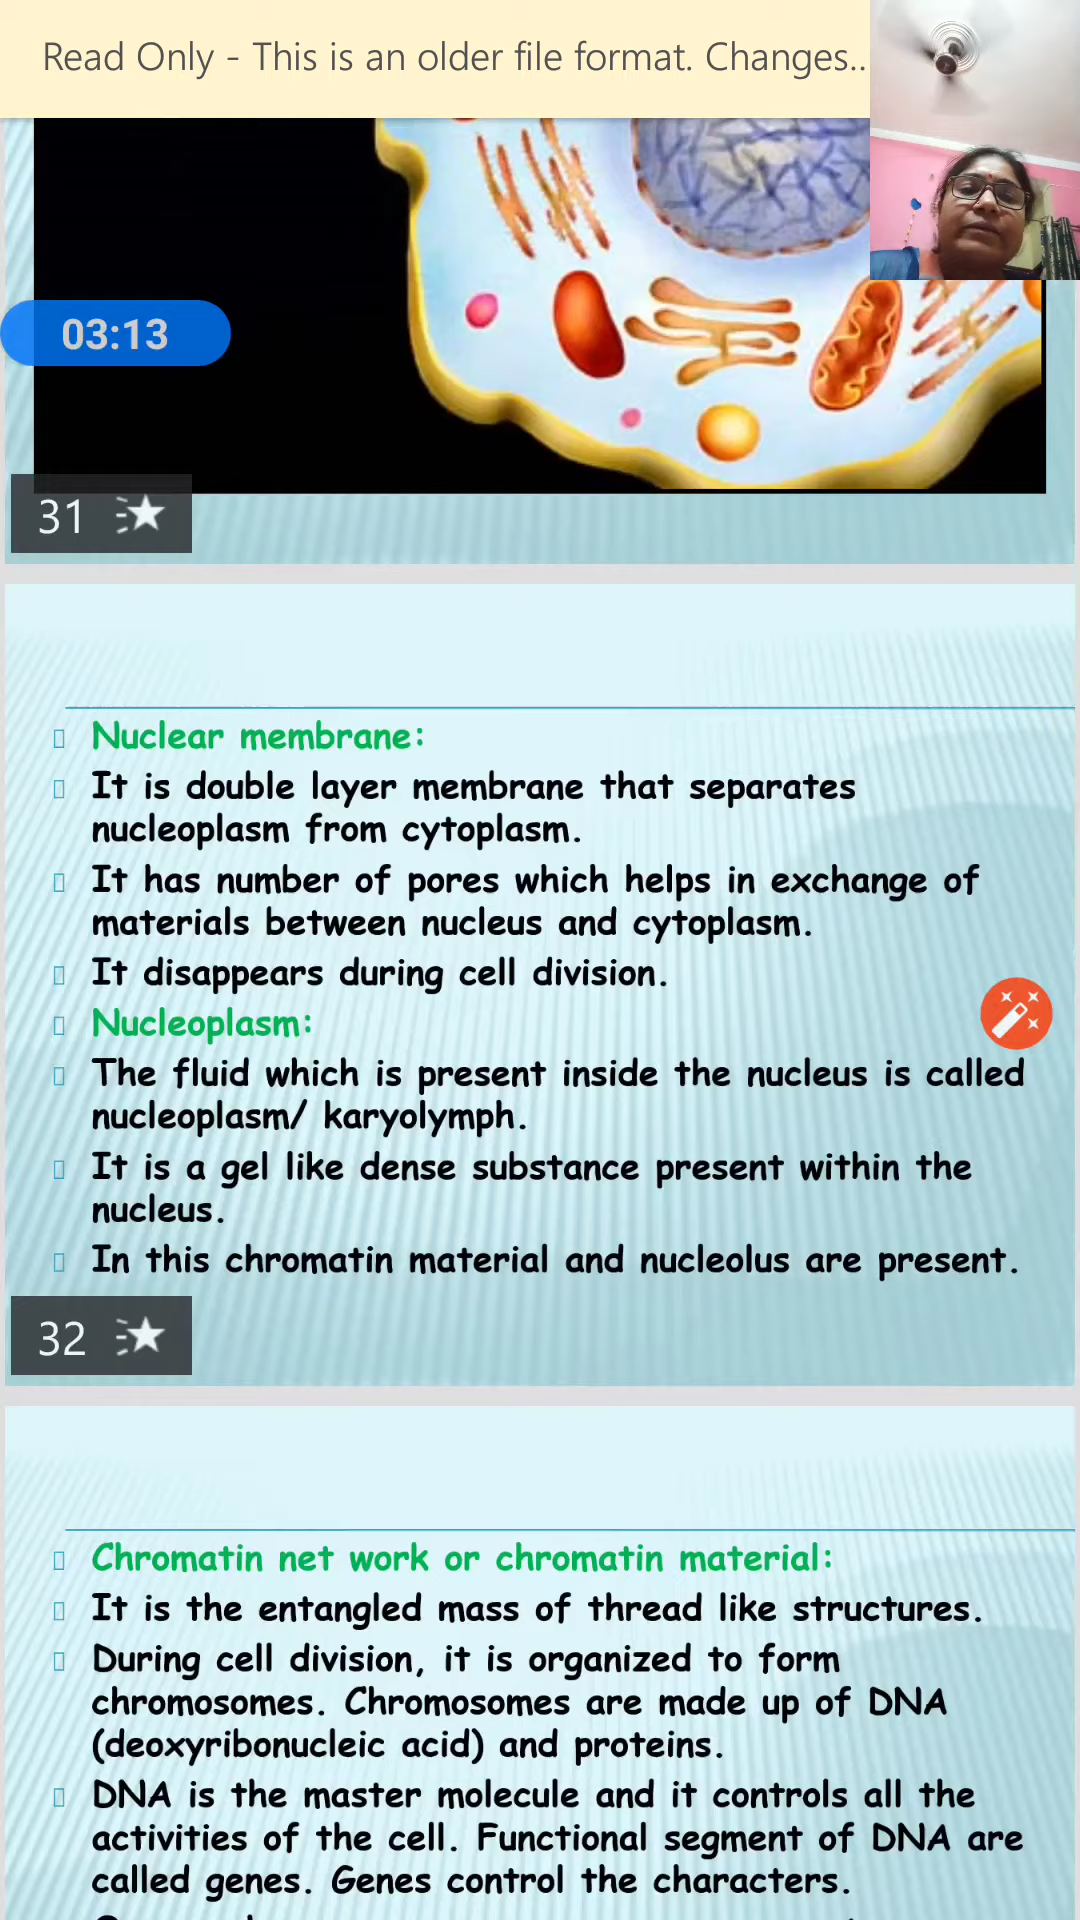 Read Only - This is an older file format. Changes..
03:13
31
Nuclear membrane:
It is double layer membrane that separates
nucleoplasm from cytoplasm.
It has number of pores which helps in exchange of
materials between nucleus and cytoplasm.
It disappears during cell division.
Nucleoplasm:
The fluid which is present inside the nucleus is called
nucleoplasm/ karyolymph.
It is a gel like dense substance present within the
nucleus.
In this chromatin material and nucleolus are present.
32
Chromatin net work or chromatin material:
It is the entangled mass of thread like structures.
During cell division, it is organized to form
chromosomes. Chromosomes are made up of DNA
(deoxyribonucleic acid) and proteins.
DNA is the master molecule and it controls all the
activities of the cell. Functional segment of DNA are
called genes. Genes control the characters.